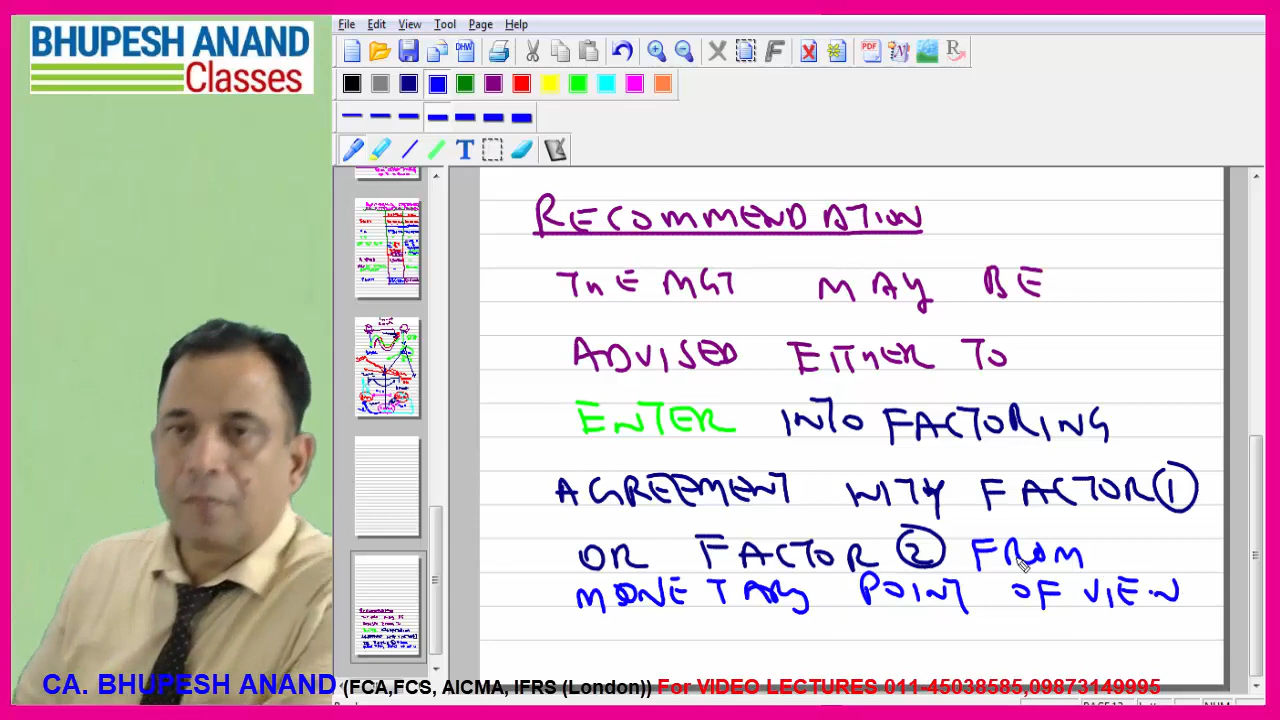 BHUPESH ANAND
Classes
File Edit View Tool Page Help
RECOMMENDATION
THE MGT MAY BE
ADVISED EITHER TO
ENTER INTO FACTORING
AGREEMENT WITH FACTOR ①
OR FACTOR ② FROM
MONETARY POINT OF VIEW
CA. BHUPESH ANAND (FCA,FCS, AICMA, IFRS (London)) For VIDEO LECTURES 011-45038585,09873149995